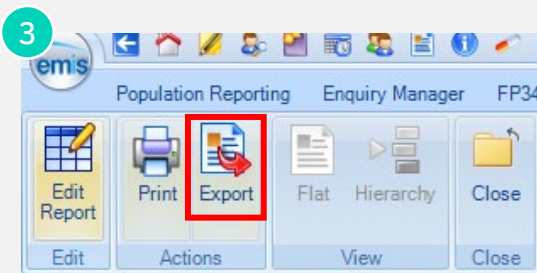 3
emis
Population Reporting Enquiry Manager FP34
Edit Report Print Export Flat Hierarchy Close
Edit Actions View Close